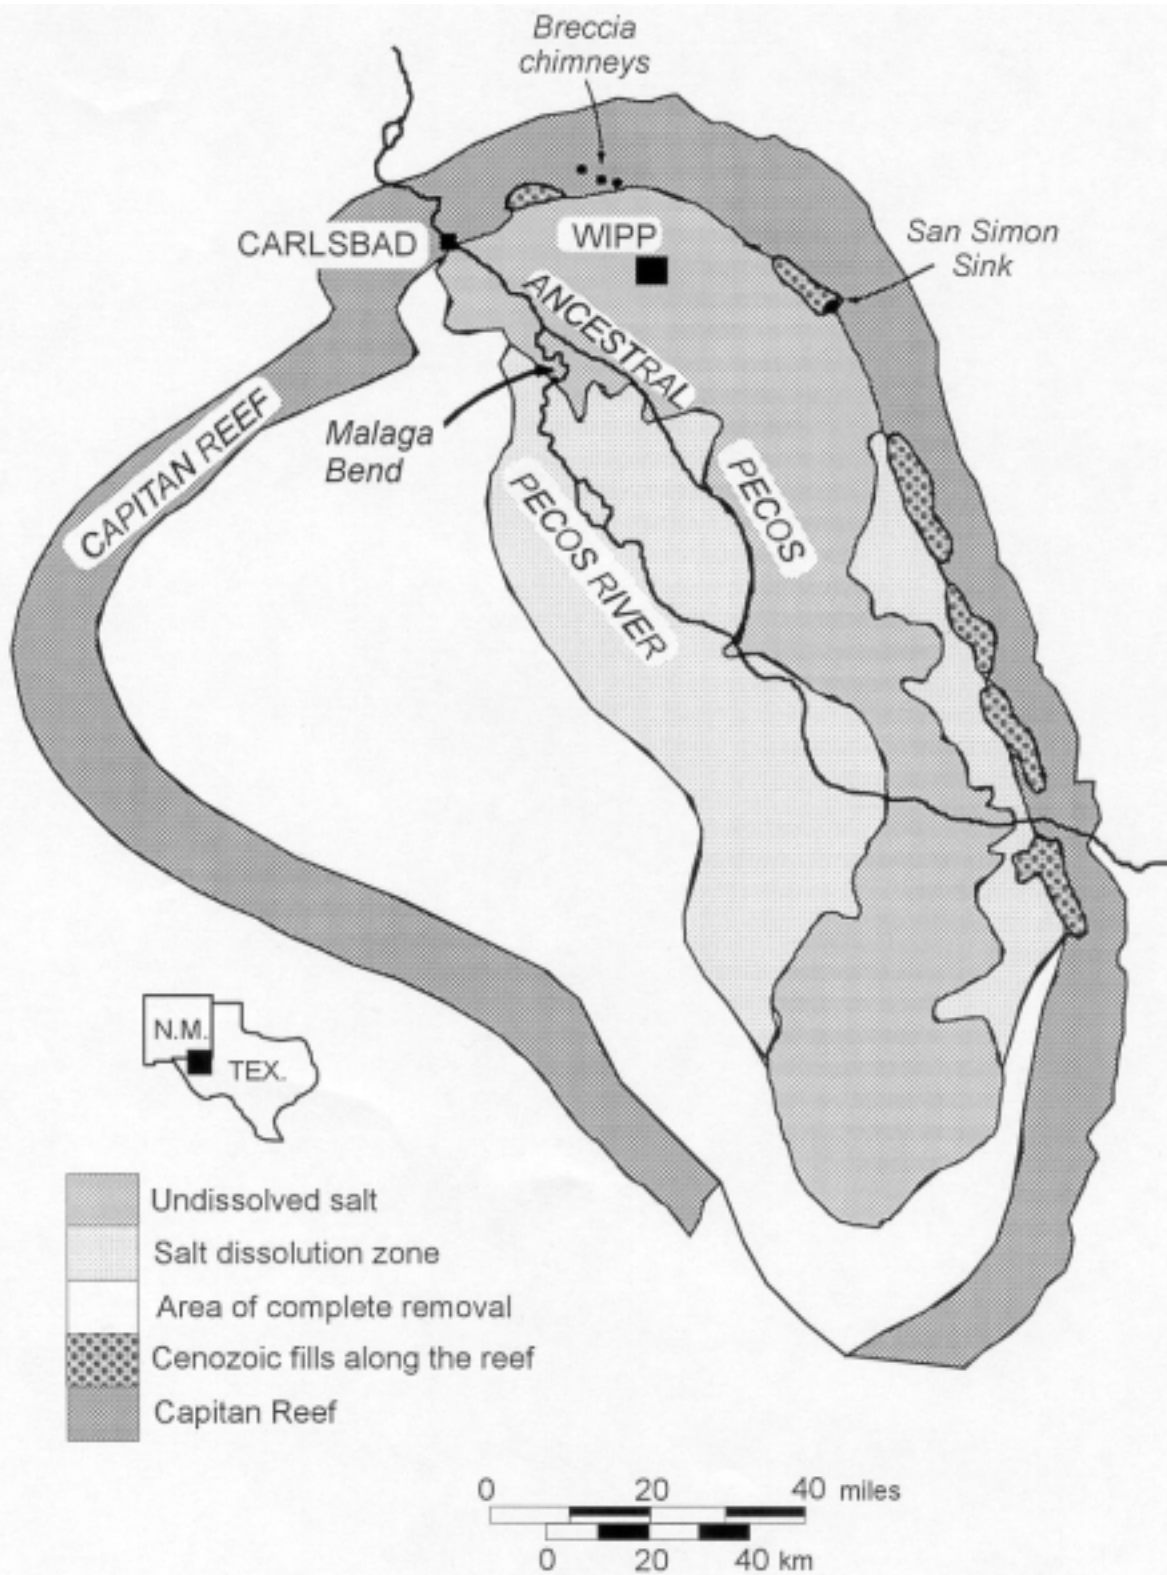 Breccia
chimneys
CARLSBAD
WIPP
San Simon
Sink
ANCESTRAL
PECOS
Malaga
Bend
CAPITAN REEF
PECOS RIVER
N.M.
TEX.
Undissolved salt
Salt dissolution zone
Area of complete removal
Cenozoic fills along the reef
Capitan Reef
0 20 40 miles
0 20 40 km